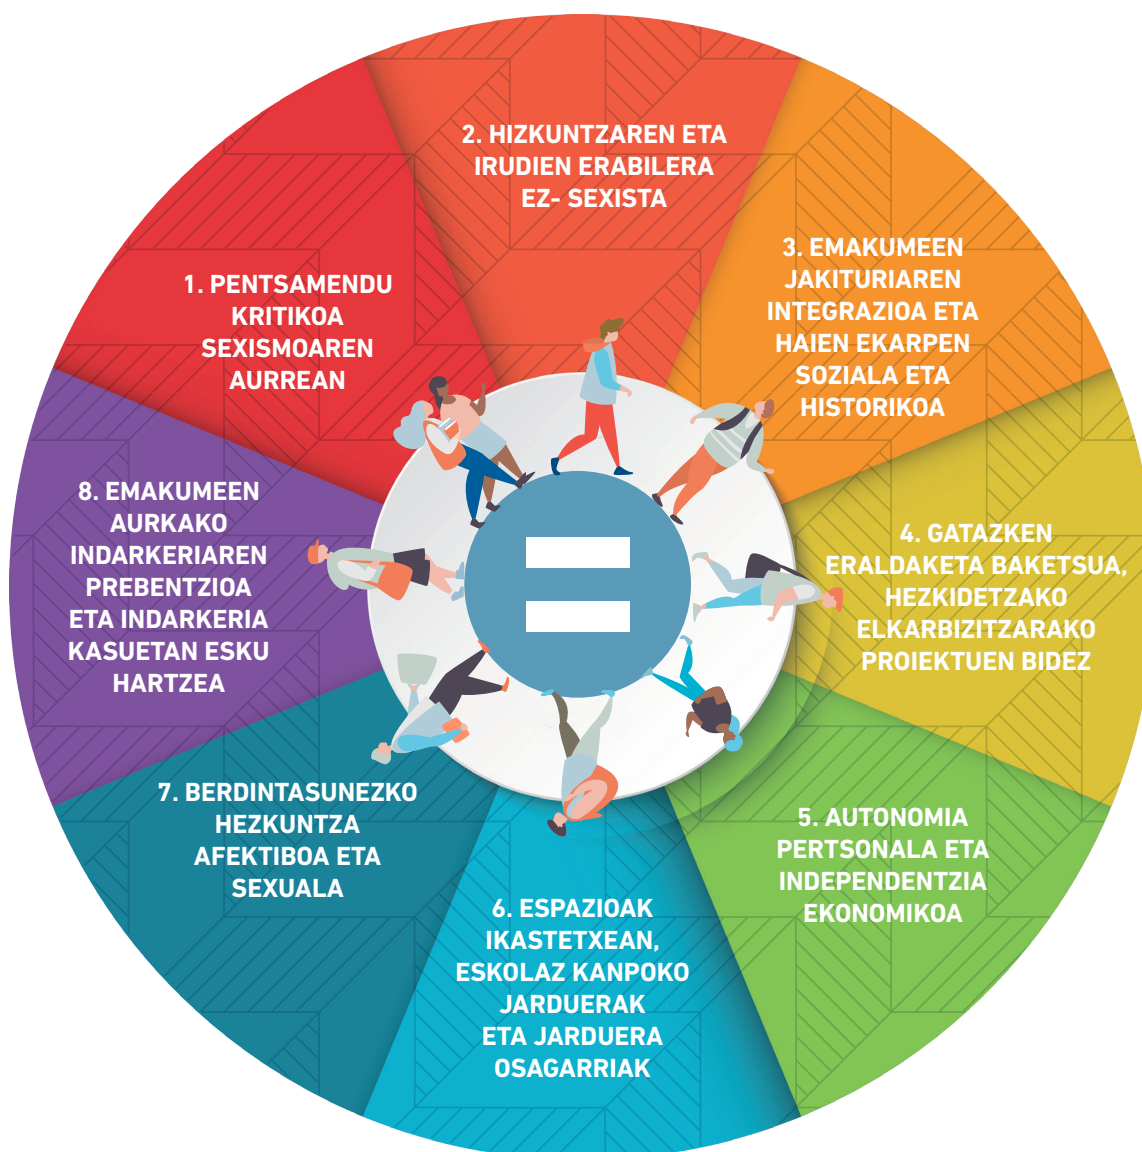 1. PENTSAMENDU
KRITIKOA
SEXISMOAREN
AURREAN
2. HIZKUNTZAREN ETA
IRUDIEN ERABILERA
EZ- SEXISTA
3. EMAKUMEEN
JAKITURIAREN
INTEGRAZIOA ETA
HAIEN EKARPEN
SOZIALA ETA
HISTORIKOA
4. GATAZKEN
ERALDAKETA BAKETSUA,
HEZKIDETZAKO
ELKARBIZITZARAKO
PROIEKTUEN BIDEZ
5. AUTONOMIA
PERTSONALA ETA
INDEPENDENTZIA
EKONOMIKOA
6. ESPAZIOAK
IKASTETXEAN,
ESKOLAZ KANPOKO
JARDUERAK
ETA JARDUERA
OSAGARRIAK
7. BERDINTASUNEZKO
HEZKUNTZA
AFEKTIBOA ETA
SEXUALA
8. EMAKUMEEN
AURKAKO
INDARKERIAREN
PREBENTZIOA
ETA INDARKERIA
KASUETAN ESKU
HARTZEA
=